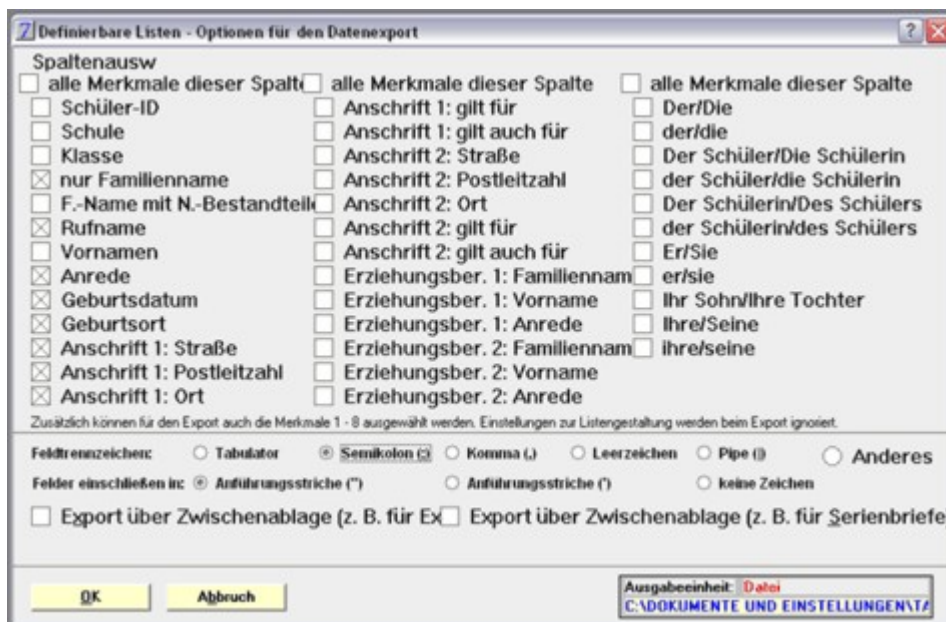 Definierbare Listen - Optionen für den Datenexport
Spaltenausw
alle Merkmale dieser Spalte alle Merkmale dieser Spalte alle Merkmale dieser Spalte
Schüler-ID Anschrift 1: gilt für Der/Die
Schule Anschrift 1: gilt auch für der/die
Klasse Anschrift 2: Straße Der Schüler/Die Schülerin
nur Familienname Anschrift 2: Postleitzahl der Schüler/die Schülerin
F.-Name mit N.-Bestandteile Anschrift 2: Ort Der Schülerin/Des Schülers
Rufname Anschrift 2: gilt für der Schülerin/des Schülers
Vornamen Anschrift 2: gilt auch für Er/Sie
Anrede Erziehungsber. 1: Familiennam er/sie
Geburtsdatum Erziehungsber. 1: Vorname Ihr Sohn/Ihre Tochter
Geburtsort Erziehungsber. 1: Anrede Ihre/Seine
Anschrift 1: Straße Erziehungsber. 2: Familiennam ihre/seine
Anschrift 1: Postleitzahl Erziehungsber. 2: Vorname
Anschrift 1: Ort Erziehungsber. 2: Anrede
Zusätzlich können für den Export auch die Merkmale 1 - 8 ausgewählt werden. Einstellungen zur Listengestaltung werden beim Export ignoriert.
Feldtrennzeichen: Tabulator Semikolon (;) Komma (,) Leerzeichen Pipe (|) Anderes
Felder einschließen in: Anführungsstriche (") Anführungsstriche (') keine Zeichen
Export über Zwischenablage (z. B. für Ex Export über Zwischenablage (z. B. für Serienbriefe
OK Abbruch
Ausgabeeinheit: Datei
C:\DOKUMENTE UND EINSTELLUNGEN\TA